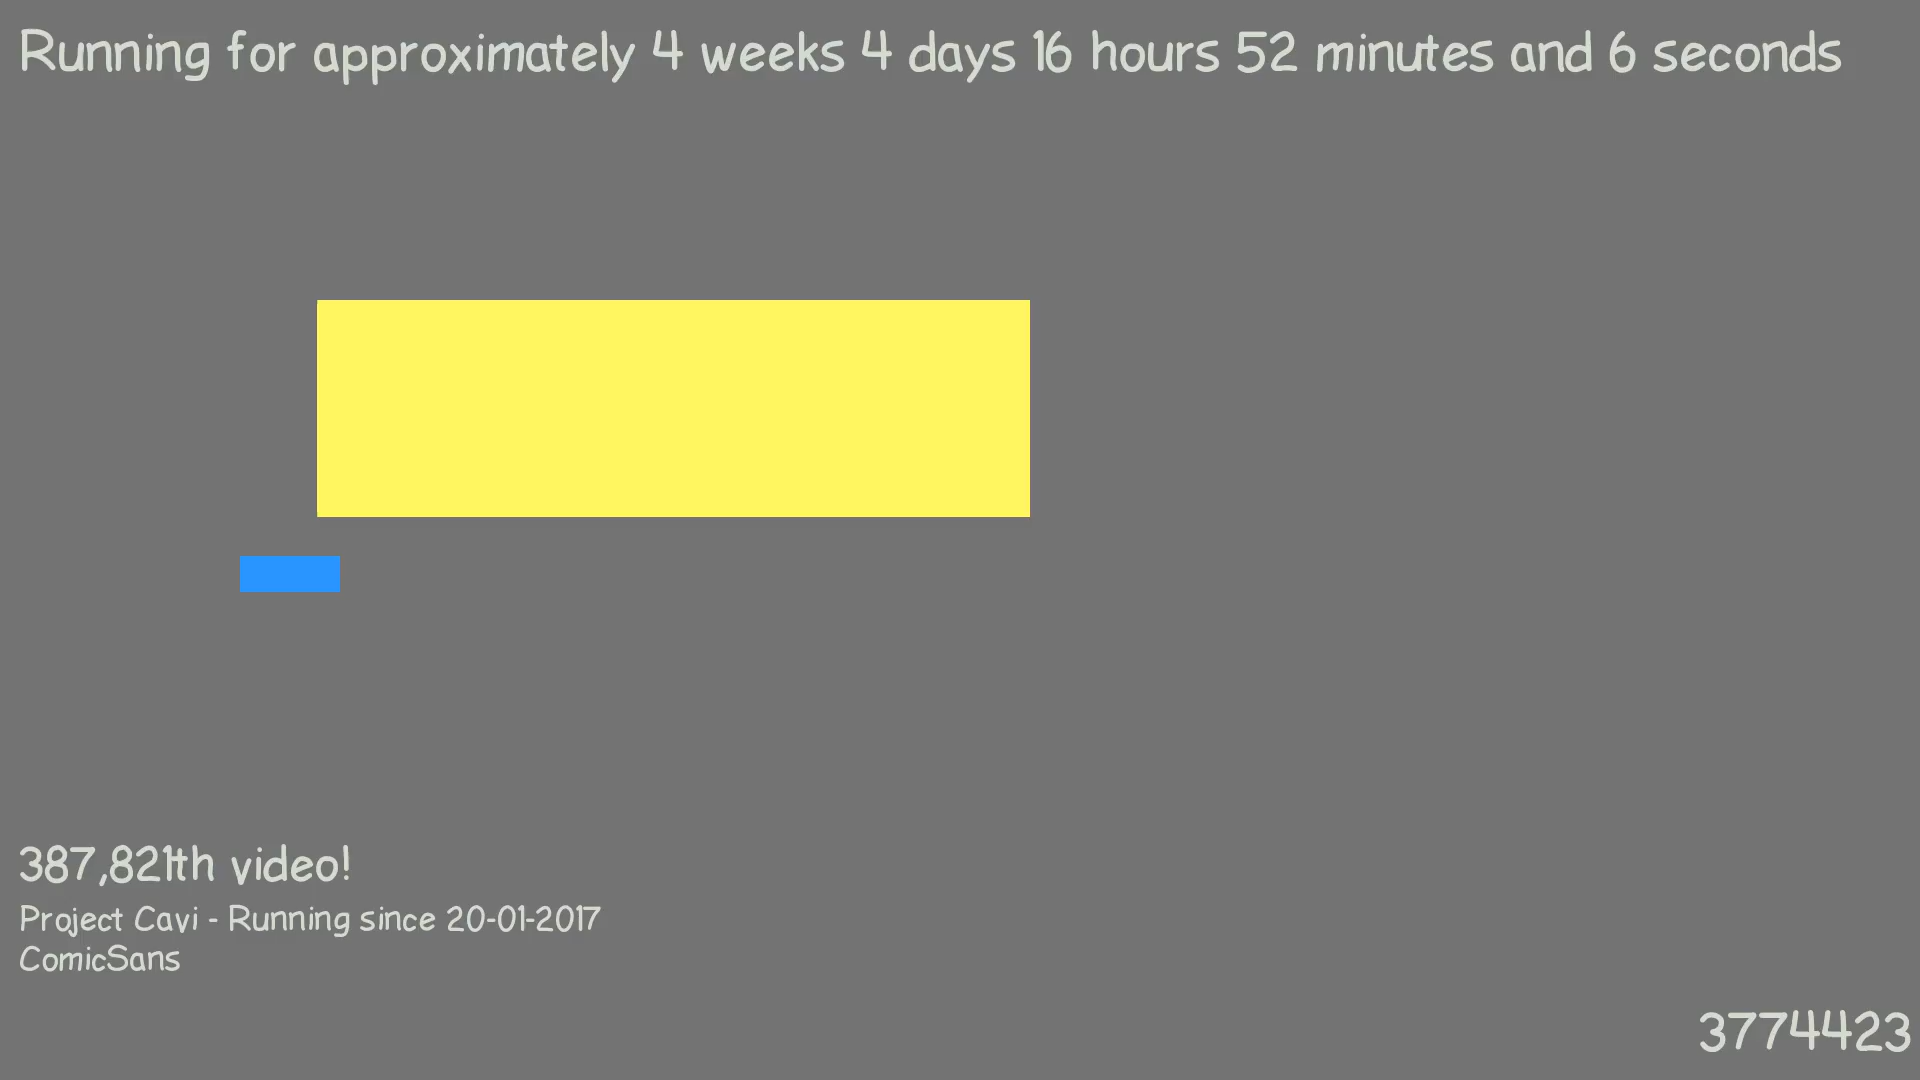 Running for approximately 4 weeks 4 days 16 hours 52 minutes and 6 seconds
387,821th video!
Project Cavi - Running since 20-01-2017
ComicSans
3774423